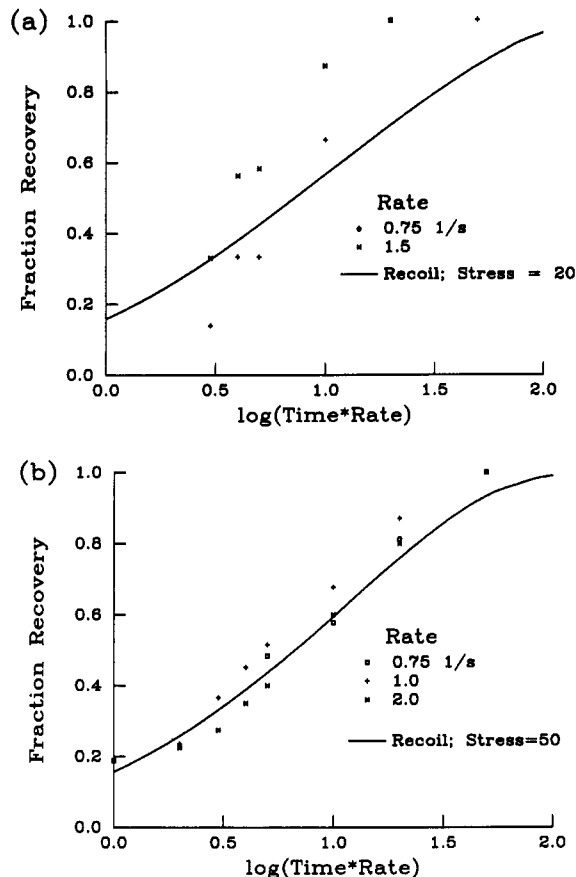 (a)
1.0
0.8
0.6
0.4
0.2
0.0
Fraction Recovery
Rate
0.75 1/s
1.5
Recoil; Stress = 20
0.0 0.5 1.0 1.5 2.0
log(Time*Rate)
(b)
1.0
0.8
0.6
0.4
0.2
0.0
Fraction Recovery
Rate
0.75 1/s
1.0
2.0
Recoil; Stress=50
0.0 0.5 1.0 1.5 2.0
log(Time*Rate)